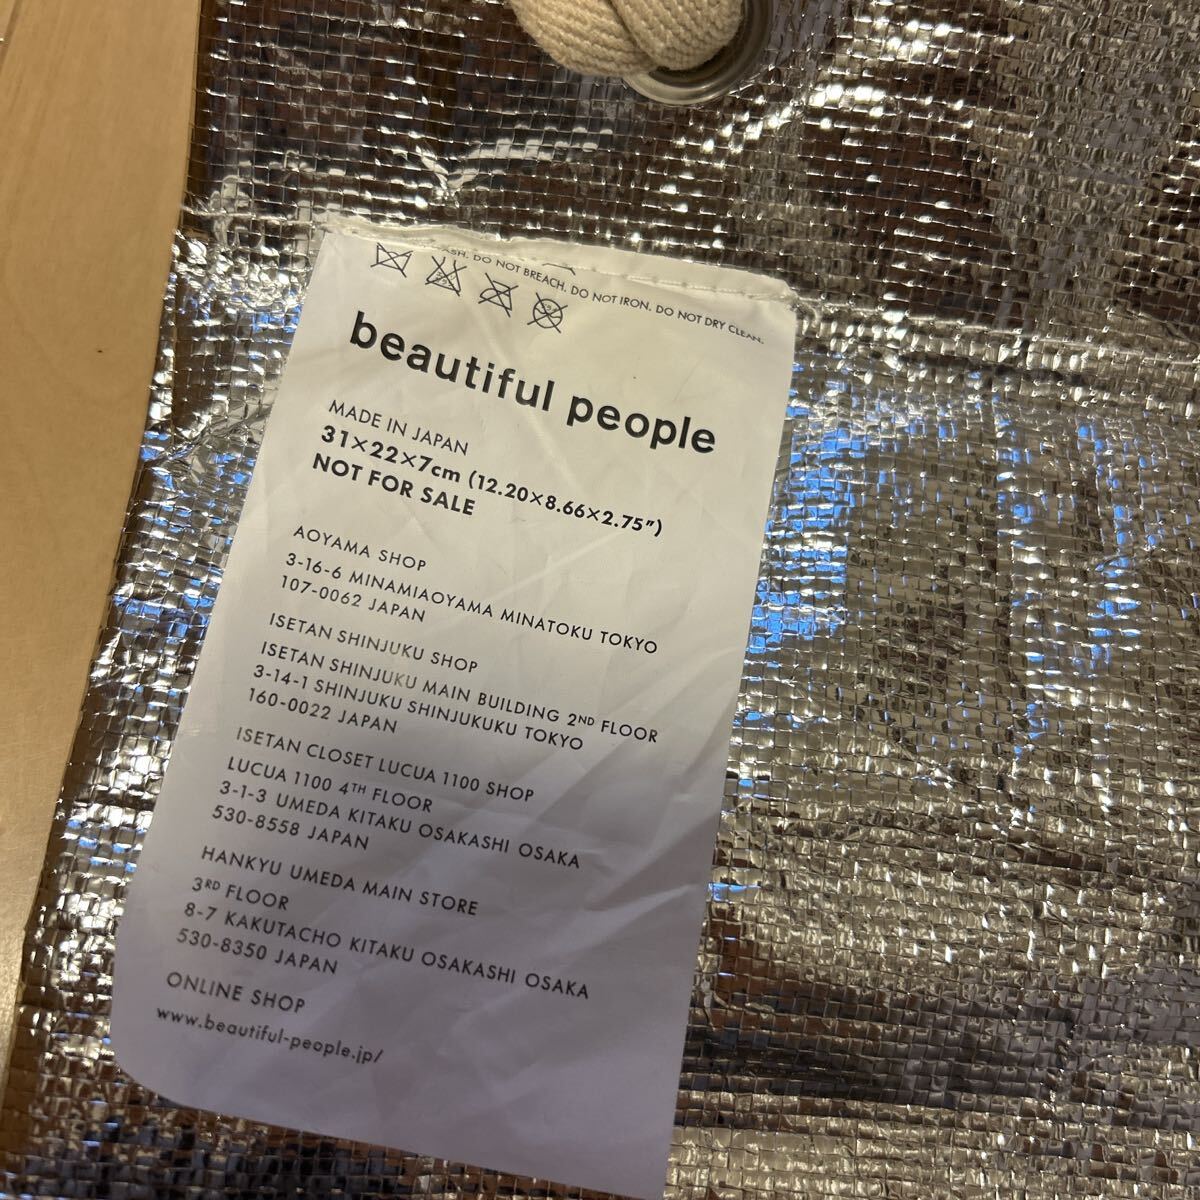 ASH. DO NOT BREACH. DO NOT IRON. DO NOT DRY CLEAN.
beautiful people
MADE IN JAPAN
31×22×7cm (12.20×8.66×2.75")
NOT FOR SALE
AOYAMA SHOP
3-16-6 MINAMIAOYAMA MINATOKU TOKYO
107-0062 JAPAN
ISETAN SHINJUKU SHOP
ISETAN SHINJUKU MAIN BUILDING 2ND FLOOR
3-14-1 SHINJUKU SHINJUKUKU TOKYO
160-0022 JAPAN
ISETAN CLOSET LUCUA 1100 SHOP
LUCUA 1100 4TH FLOOR
3-1-3 UMEDA KITAKU OSAKASHI OSAKA
530-8558 JAPAN
HANKYU UMEDA MAIN STORE
3RD FLOOR
8-7 KAKUTACHO KITAKU OSAKASHI OSAKA
530-8350 JAPAN
ONLINE SHOP
www.beautiful-people.jp/